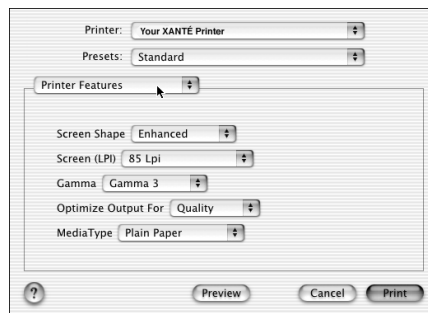 Printer: Your XANTÉ Printer
Presets: Standard
Printer Features
Screen Shape Enhanced
Screen (LPI) 85 Lpi
Gamma Gamma 3
Optimize Output For Quality
MediaType Plain Paper
? Preview Cancel Print